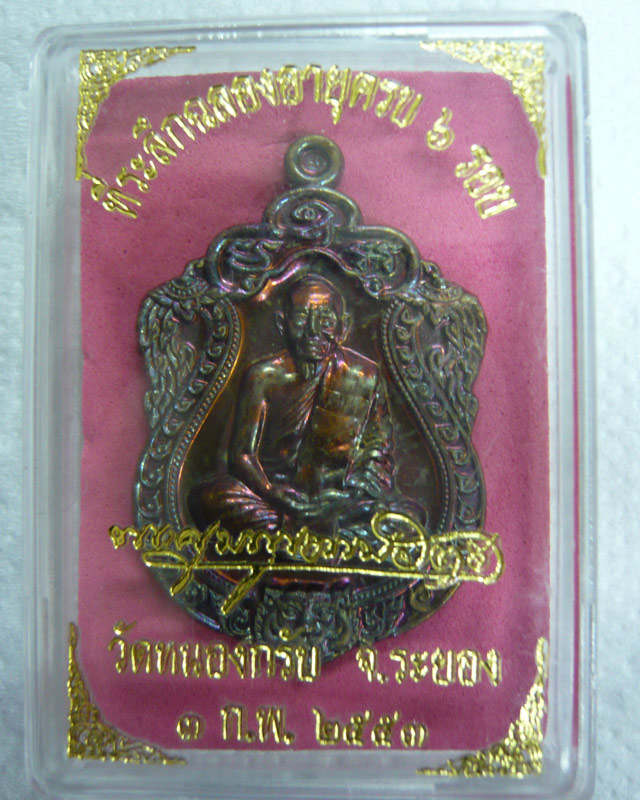 ที่ระลึกฉลองอายุครบ ๖ รอบ
วัดหนองกรับ จ.ระยอง
๑ ก.พ. ๒๕๕๓